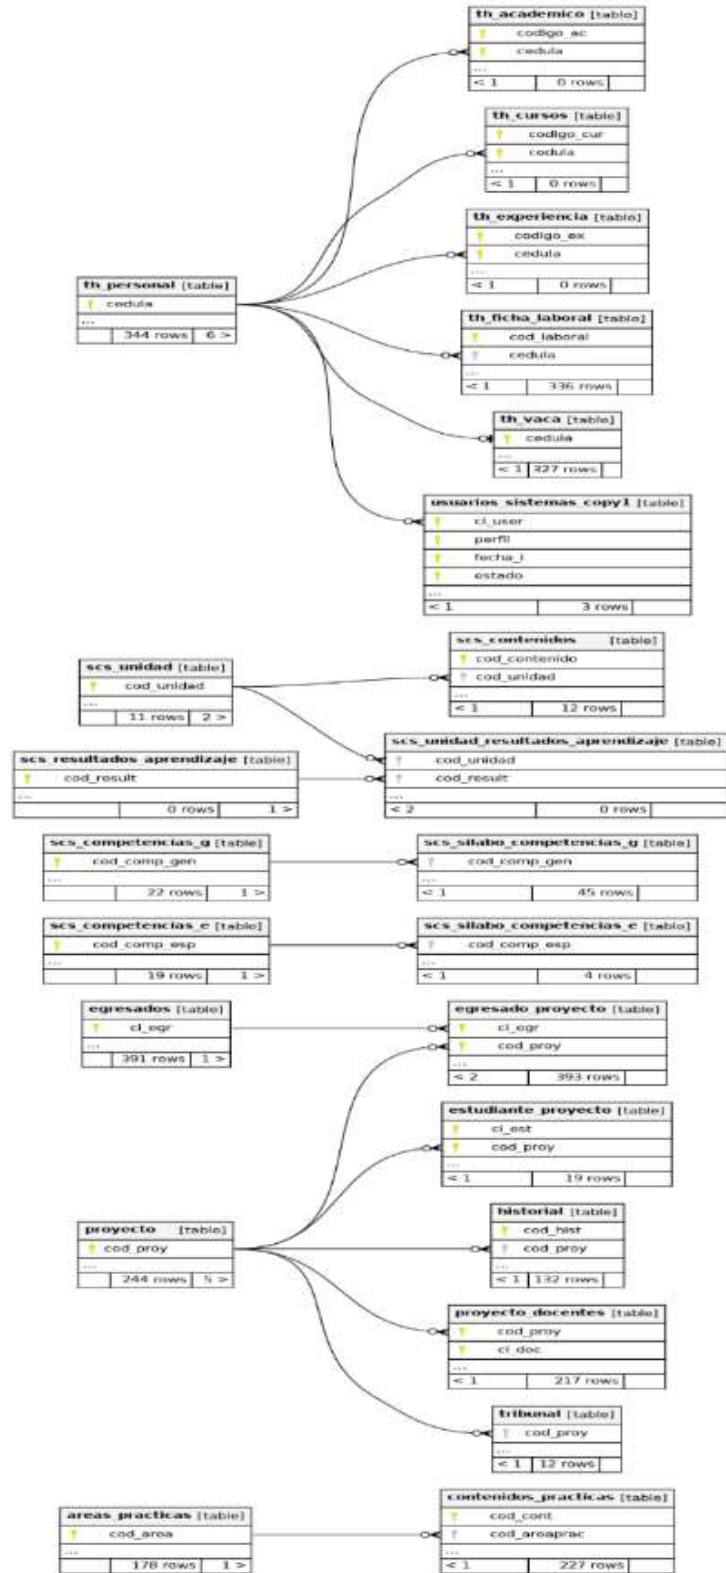 th_academico [table]
codigo_ac
cedula
...
< 1 0 rows
th_cursos [table]
codigo_cur
cedula
...
< 1 0 rows
th_experiencia [table]
codigo_ex
cedula
...
< 1 0 rows
th_personal [table]
cedula
...
344 rows 6 >
th_ficha_laboral [table]
cod_laboral
cedula
...
< 1 336 rows
th_vaca [table]
cedula
...
< 1 327 rows
usuarios_sistemas_copy1 [table]
ci_user
perfil
fecha_i
estado
...
< 1 3 rows
scs_unidad [table]
cod_unidad
...
11 rows 2 >
scs_contenidos [table]
cod_contenido
cod_unidad
...
< 1 12 rows
scs_resultados_aprendizaje [table]
cod_result
...
0 rows 1 >
scs_unidad_resultados_aprendizaje [table]
cod_unidad
cod_result
...
< 2 0 rows
scs_competencias_g [table]
cod_comp_gen
...
22 rows 1 >
scs_silabo_competencias_g [table]
cod_comp_gen
...
< 1 45 rows
scs_competencias_e [table]
cod_comp_esp
...
19 rows 1 >
scs_silabo_competencias_e [table]
cod_comp_esp
...
< 1 4 rows
egresados [table]
ci_egr
...
391 rows 1 >
egresado_proyecto [table]
ci_egr
cod_proy
...
< 2 393 rows
estudiante_proyecto [table]
ci_est
cod_proy
...
< 1 19 rows
proyecto [table]
cod_proy
...
244 rows 5 >
historial [table]
cod_hist
cod_proy
...
< 1 132 rows
proyecto_docentes [table]
cod_proy
ci_doc
...
< 1 217 rows
tribunal [table]
cod_proy
...
< 1 12 rows
areas_practicas [table]
cod_area
...
178 rows 1 >
contenidos_practicas [table]
cod_cont
cod_areaprac
...
< 1 227 rows